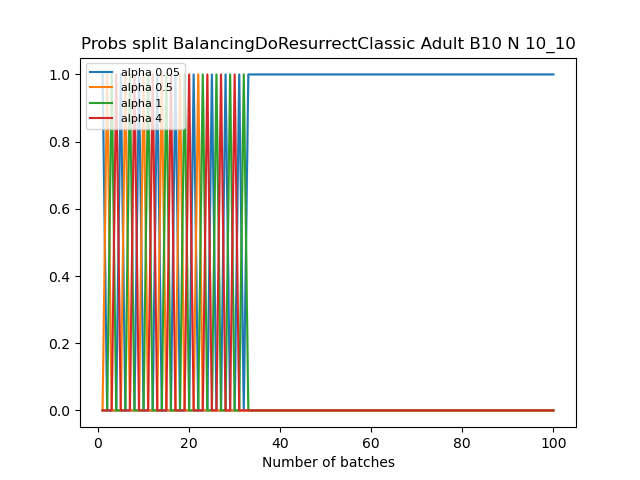 Probs split BalancingDoResurrectClassic Adult B10 N 10_10
alpha 0.05
alpha 0.5
alpha 1
alpha 4
1.0
0.8
0.6
0.4
0.2
0.0
0 20 40 60 80 100
Number of batches